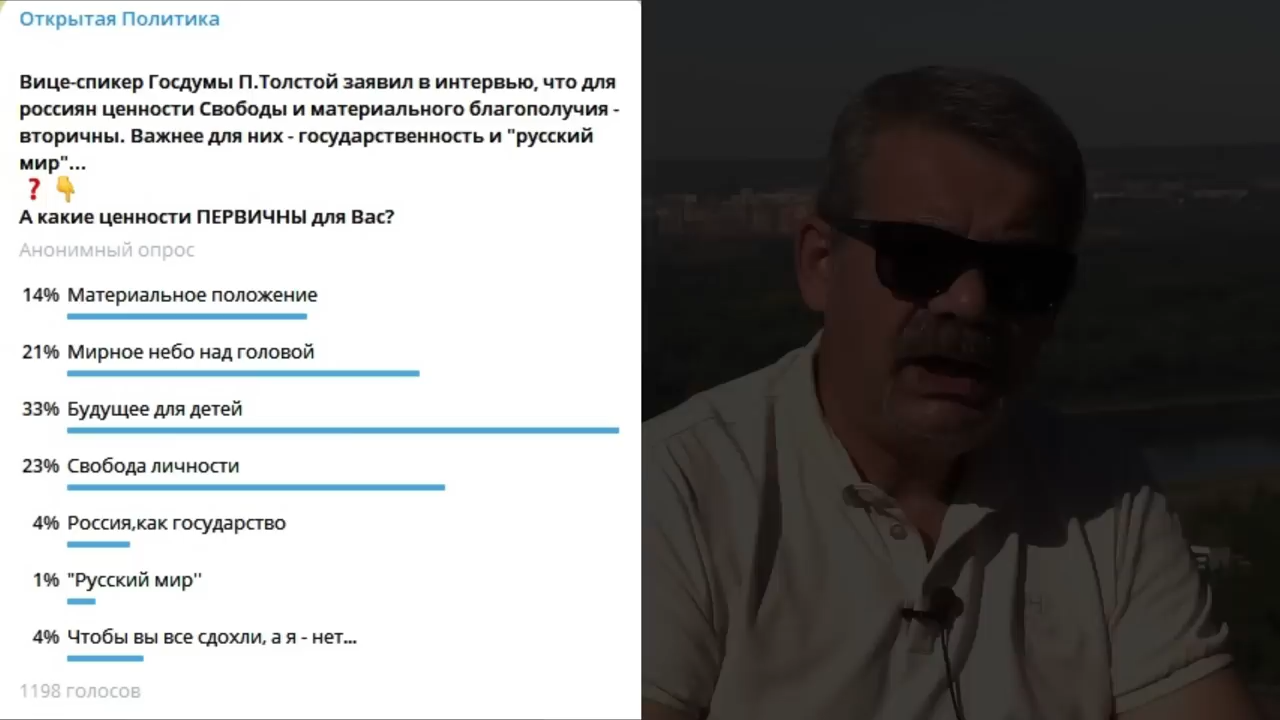 Открытая Политика
Вице-спикер Госдумы П.Толстой заявил в интервью, что для
россиян ценности Свободы и материального благополучия -
вторичны. Важнее для них - государственность и "русский
мир"...
❓ 👇
А какие ценности ПЕРВИЧНЫ для Вас?
Анонимный опрос
14% Материальное положение
21% Мирное небо над головой
33% Будущее для детей
23% Свобода личности
4% Россия,как государство
1% "Русский мир''
4% Чтобы вы все сдохли, а я - нет...
1198 голосов